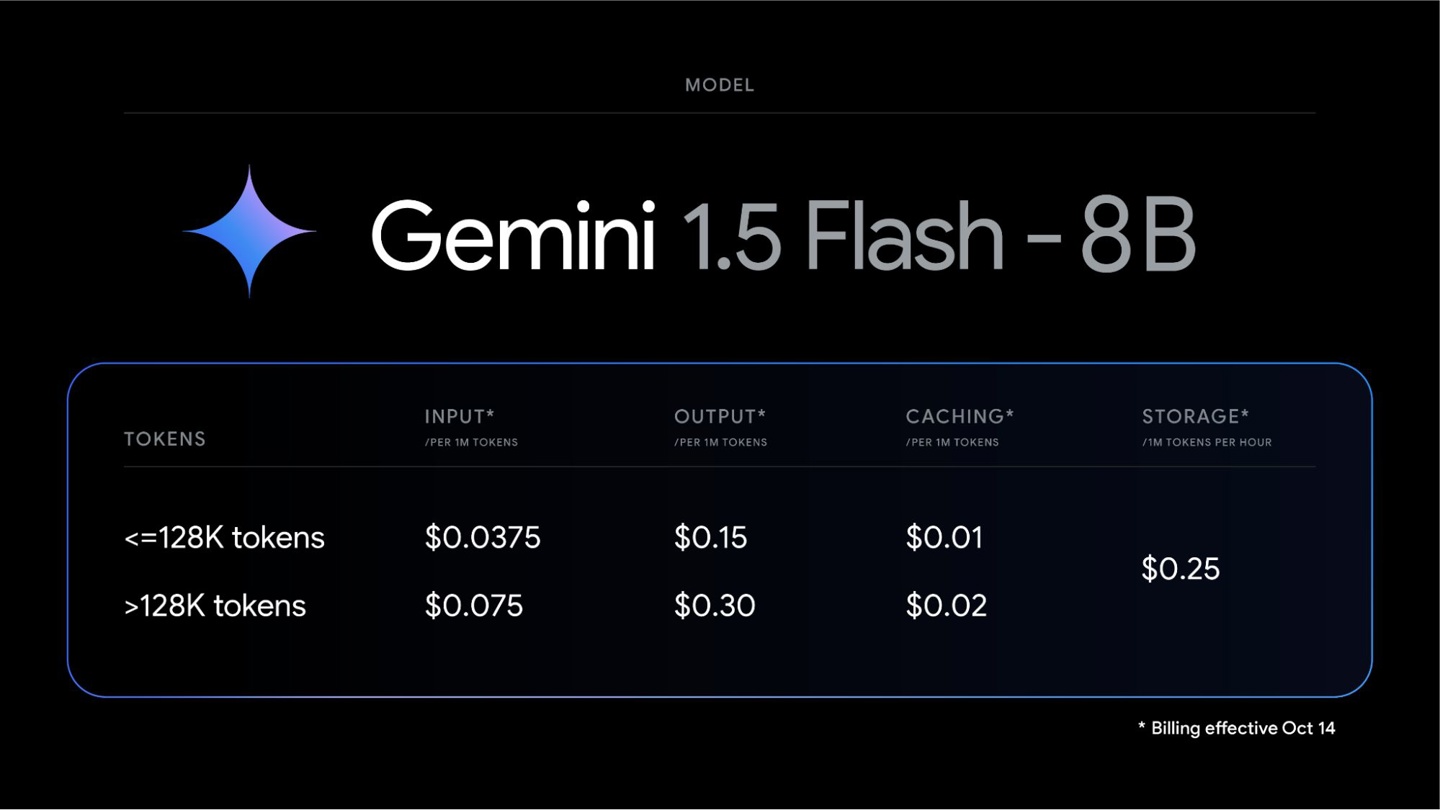 MODEL
Gemini 1.5 Flash - 8B
TOKENS
INPUT*
/PER 1M TOKENS
OUTPUT*
/PER 1M TOKENS
CACHING*
/PER 1M TOKENS
STORAGE*
/1M TOKENS PER HOUR
<=128K tokens $0.0375 $0.15 $0.01
$0.25
>128K tokens $0.075 $0.30 $0.02
* Billing effective Oct 14